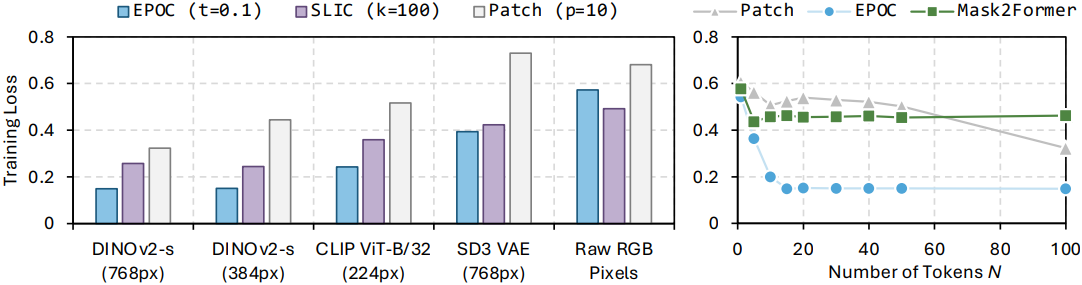 EPOC (t=0.1) SLIC (k=100) Patch (p=10)
Training Loss
0.8
0.6
0.4
0.2
0
DINOv2-s (768px)
DINOv2-s (384px)
CLIP ViT-B/32 (224px)
SD3 VAE (768px)
Raw RGB Pixels
Patch EPOC Mask2Former
0.8
0.6
0.4
0.2
0
0 20 40 60 80 100
Number of Tokens N